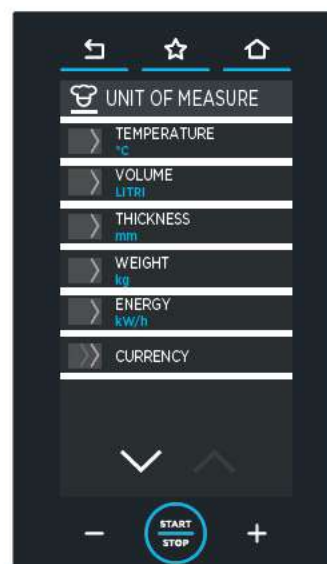 UNIT OF MEASURE
TEMPERATURE
°C
VOLUME
LITRI
THICKNESS
mm
WEIGHT
kg
ENERGY
kW/h
CURRENCY
START
STOP